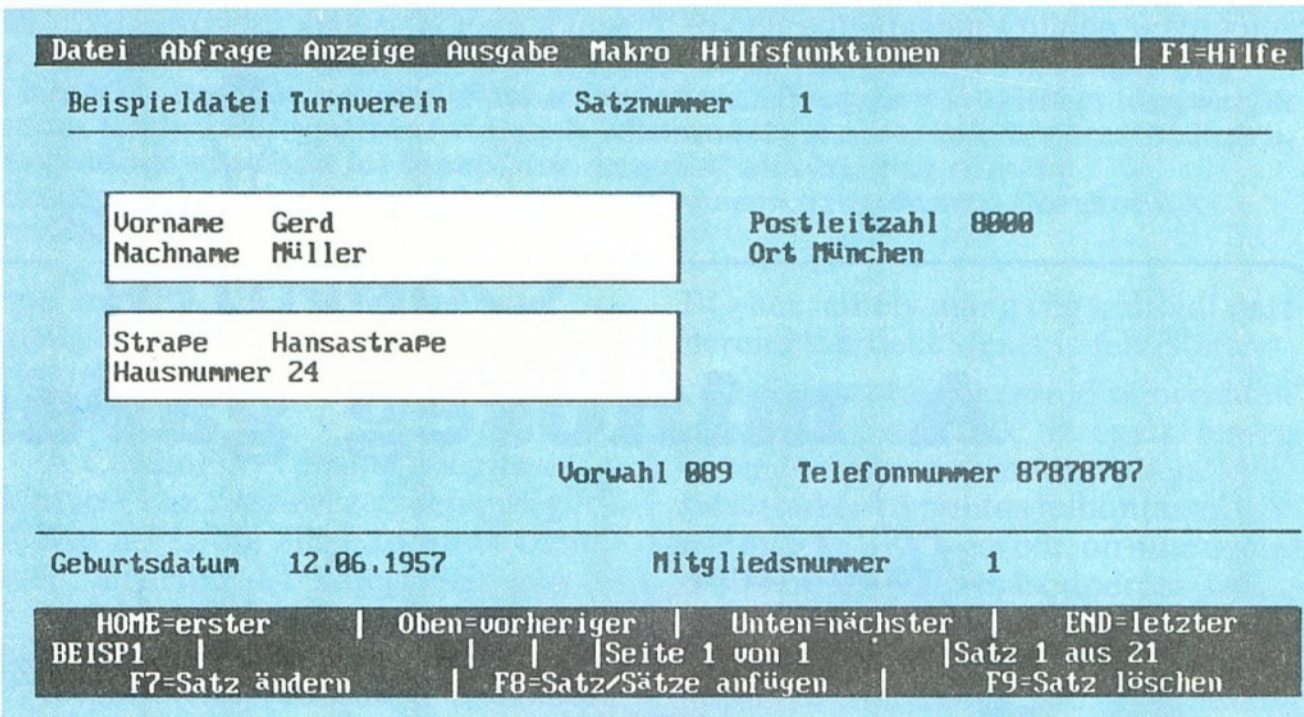 Datei Abfrage Anzeige Ausgabe Makro Hilfsfunktionen | F1=Hilfe
Beispieldatei Turnverein Satznummer 1
Vorname Gerd Postleitzahl 8000
Nachname Müller Ort München
Straße Hansastraße
Hausnummer 24
Vorwahl 089 Telefonnummer 87878787
Geburtsdatum 12.06.1957 Mitgliedsnummer 1
HOME=erster | Oben=vorheriger | Unten=nächster | END=letzter
BEISP1 | | | |Seite 1 von 1 |Satz 1 aus 21
F7=Satz ändern | F8=Satz/Sätze anfügen | F9=Satz löschen